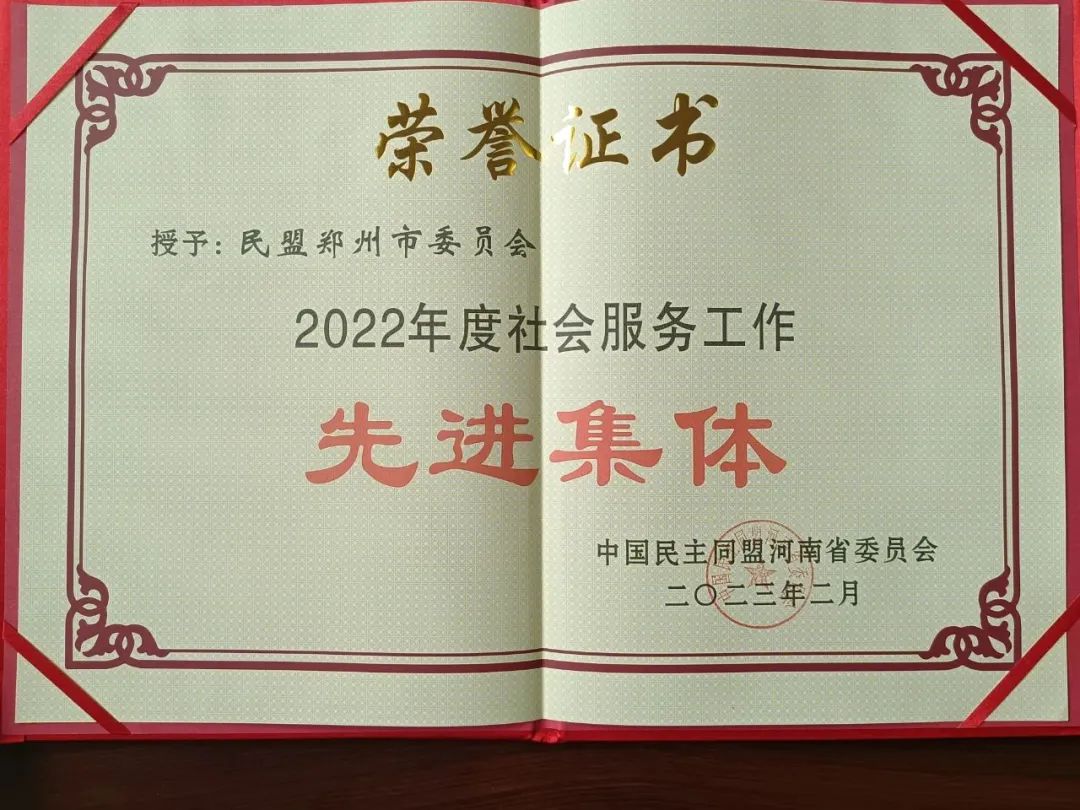 荣誉证书
授予：民盟郑州市委员会
2022年度社会服务工作
先进集体
中国民主同盟河南省委员会
二〇二三年二月